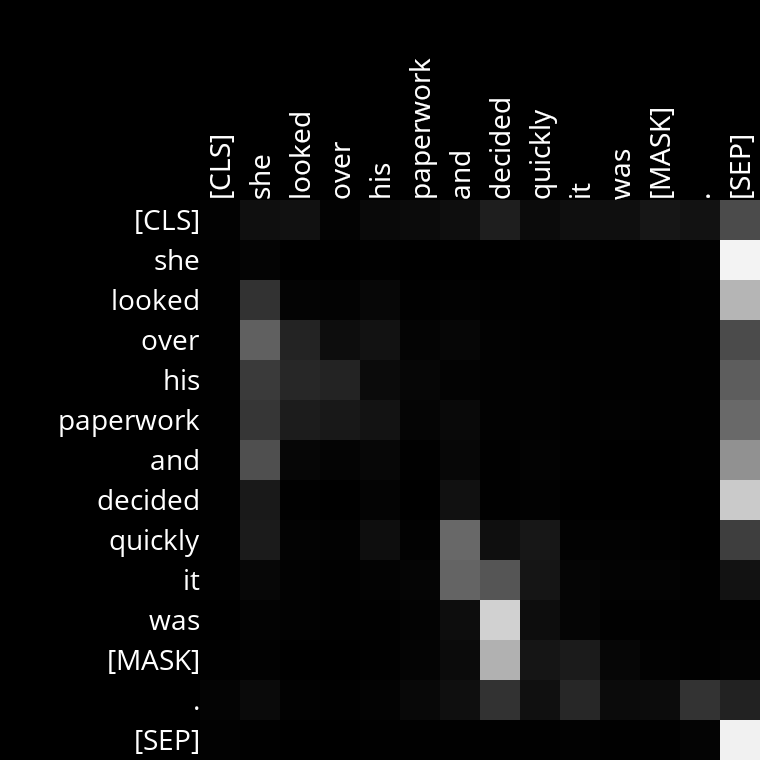 [CLS] she looked over his paperwork and decided quickly it was [MASK] . [SEP]
[CLS]
she
looked
over
his
paperwork
and
decided
quickly
it
was
[MASK]
.
[SEP]